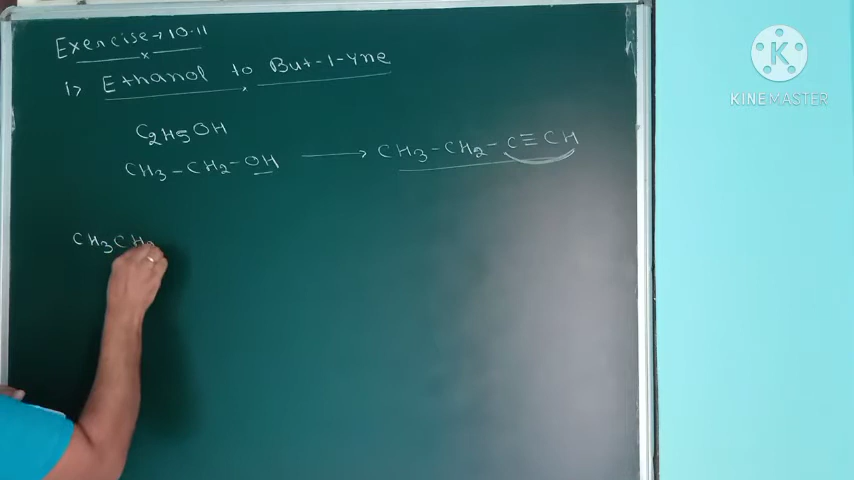 Exercise→10.11
i> Ethanol to But-1-yne
C2H5OH
CH3-CH2-OH → CH3-CH2-C≡CH
CH3CH2
K
KINEMASTER